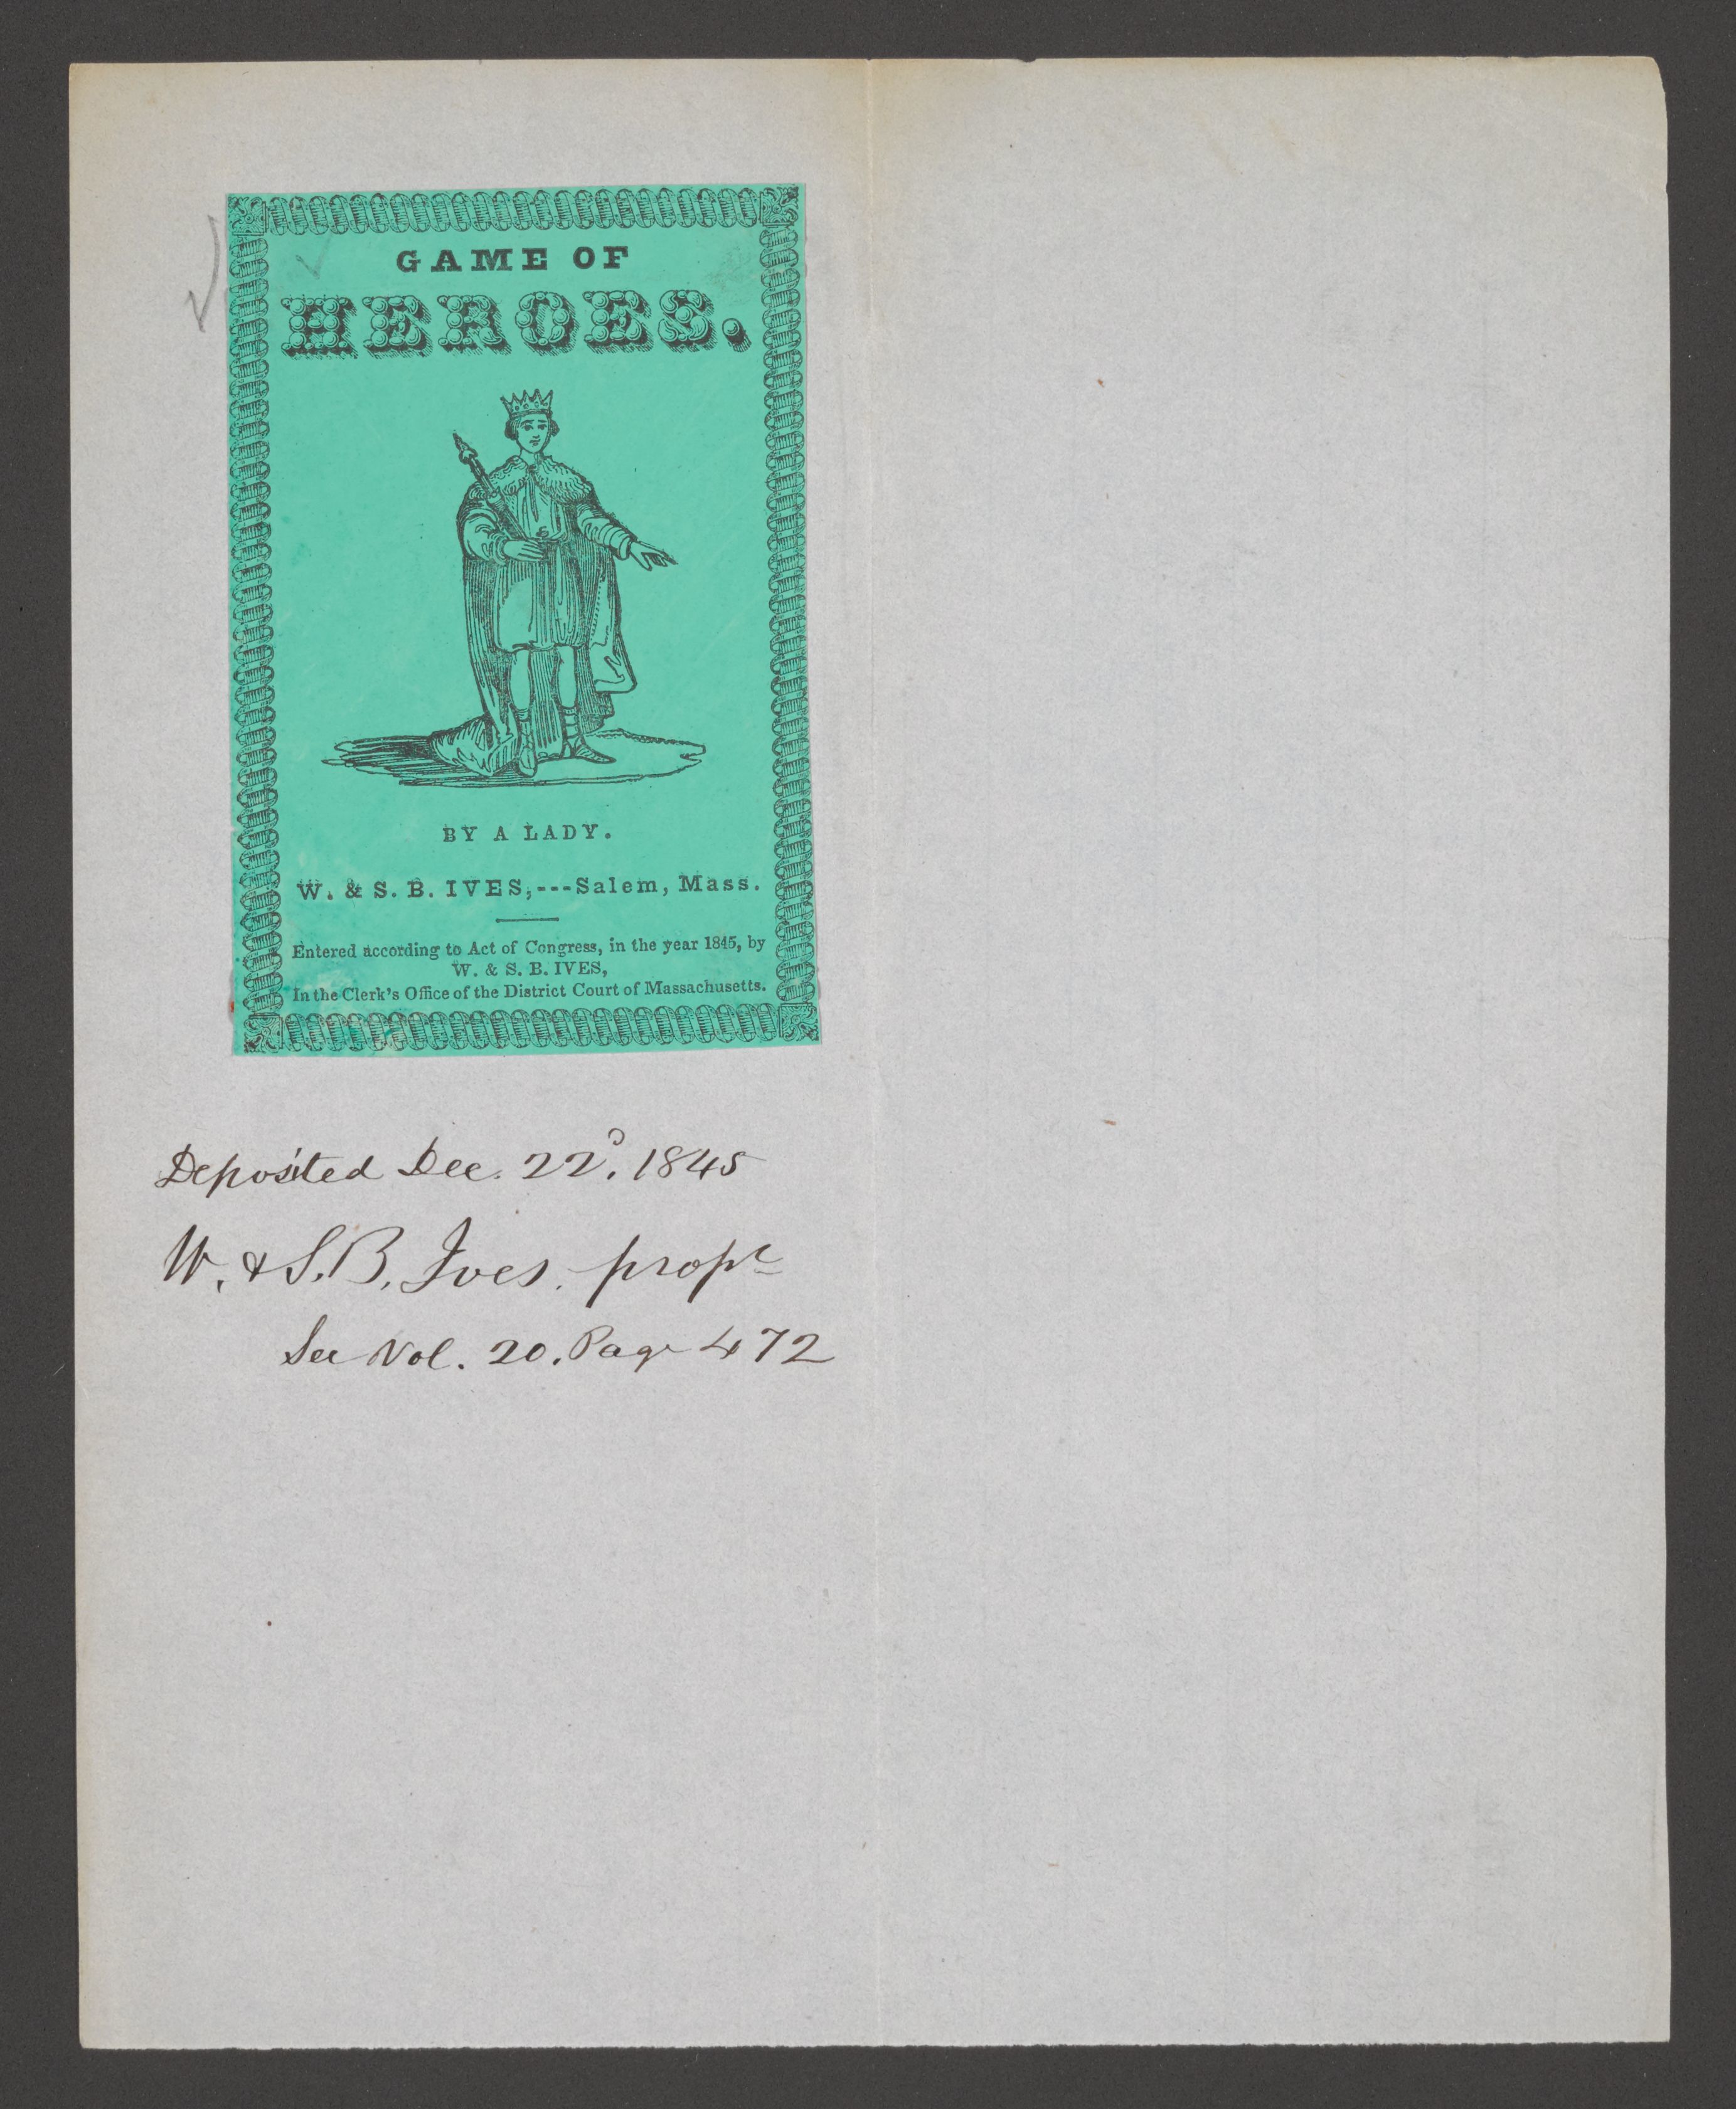 GAME OF
HEROES.
BY A LADY.
W. & S. B. IVES,---Salem, Mass.
Entered according to Act of Congress, in the year 1845, by
W. & S. B. IVES,
In the Clerk's Office of the District Court of Massachusetts.
Deposited Dec. 22d. 1845
W. & S. B. Ives. propr
See Vol. 20. Page 472